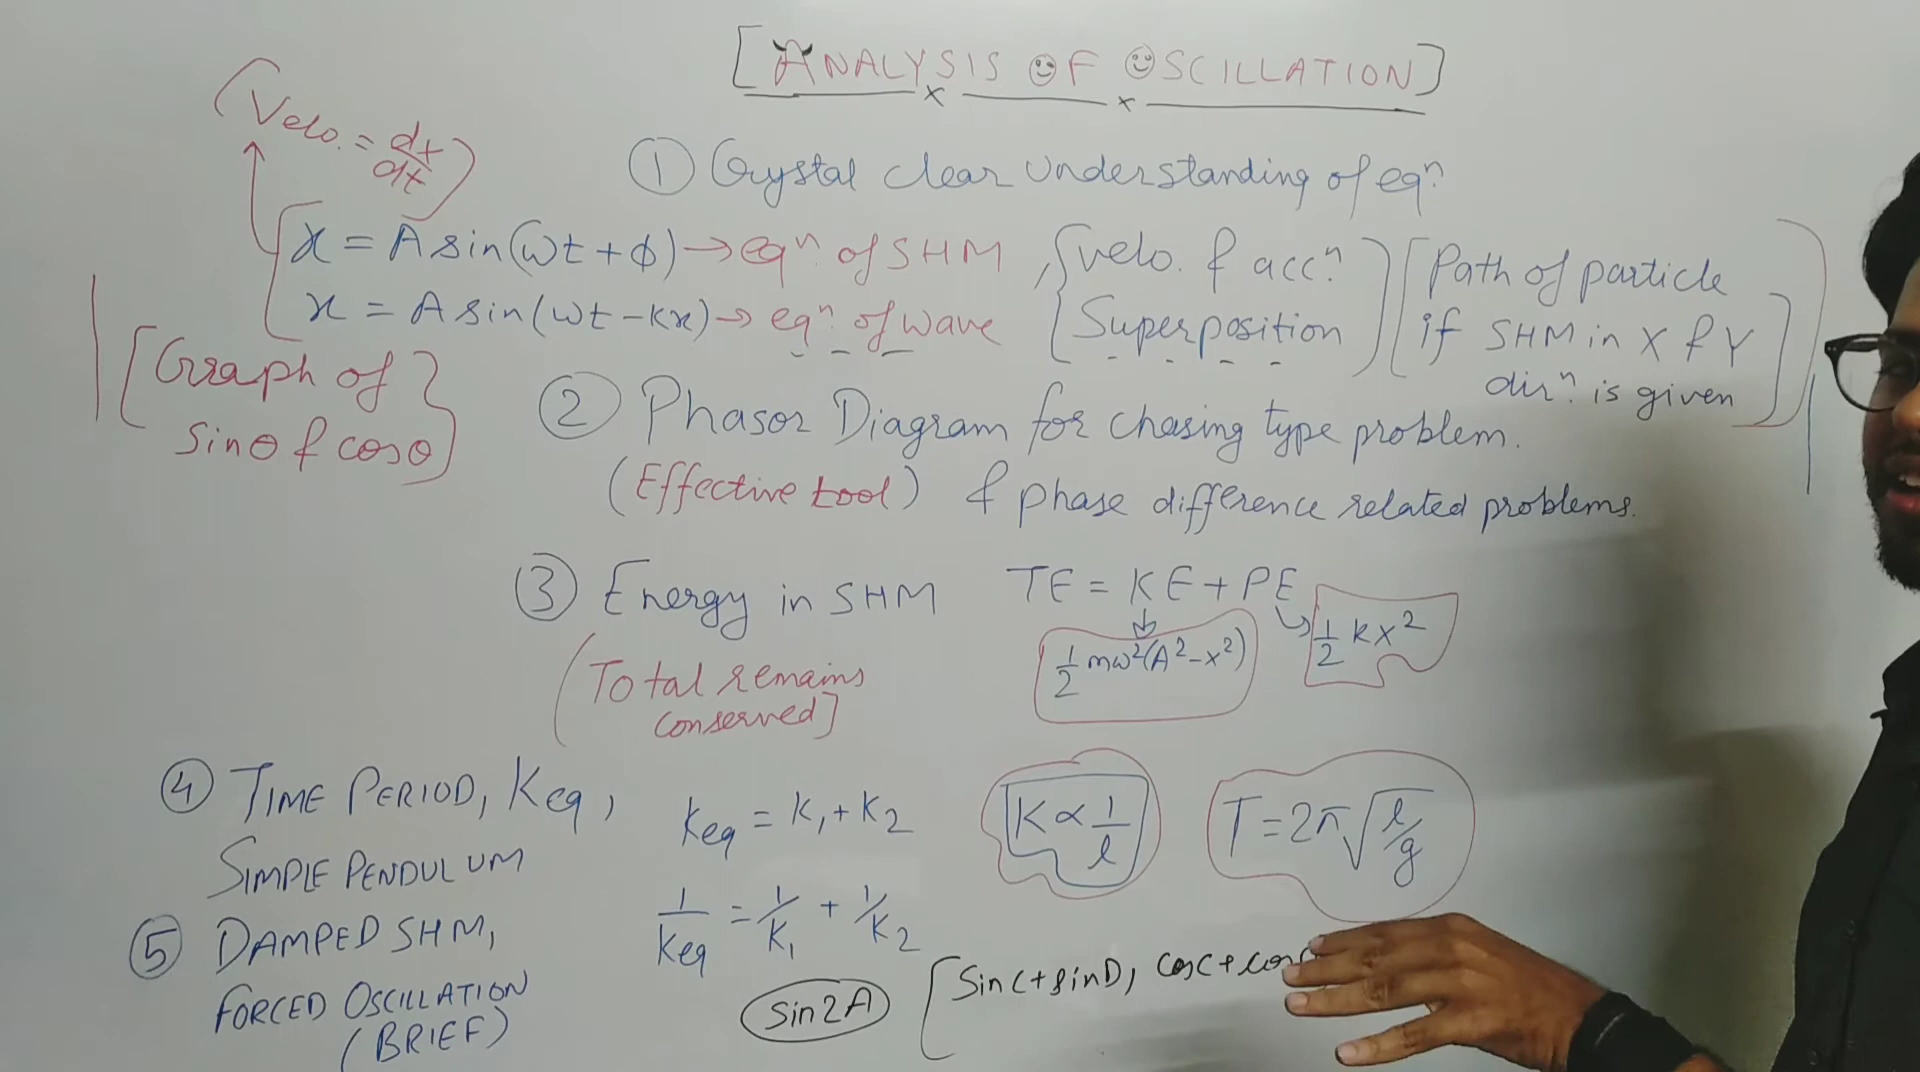 [ANALYSIS OF OSCILLATION]
(Velo. = dx/dt)
① Crystal clear understanding of eqⁿ.
x = A sin(ωt + ϕ) → eqⁿ. of SHM, {velo. & accⁿ.
x = A sin(ωt - kx) → eqⁿ. of wave {Superposition}
[Path of particle
if SHM in X & Y
dirⁿ. is given]
[Graph of
sinθ & cosθ]
② Phasor Diagram for chasing type problem.
(Effective tool) & phase difference related problems.
③ Energy in SHM TE = KE + PE
1/2 mω²(A²-x²) 1/2 kx²
(Total remains
conserved]
④ TIME PERIOD, Keq,
SIMPLE PENDULUM
Keq = K₁ + K₂
K ∝ 1/l
T = 2π√l/g
1/Keq = 1/K₁ + 1/K₂
⑤ DAMPED SHM,
FORCED OSCILLATION
(BRIEF)
sin2A
[sinC + sinD, cosC + cos